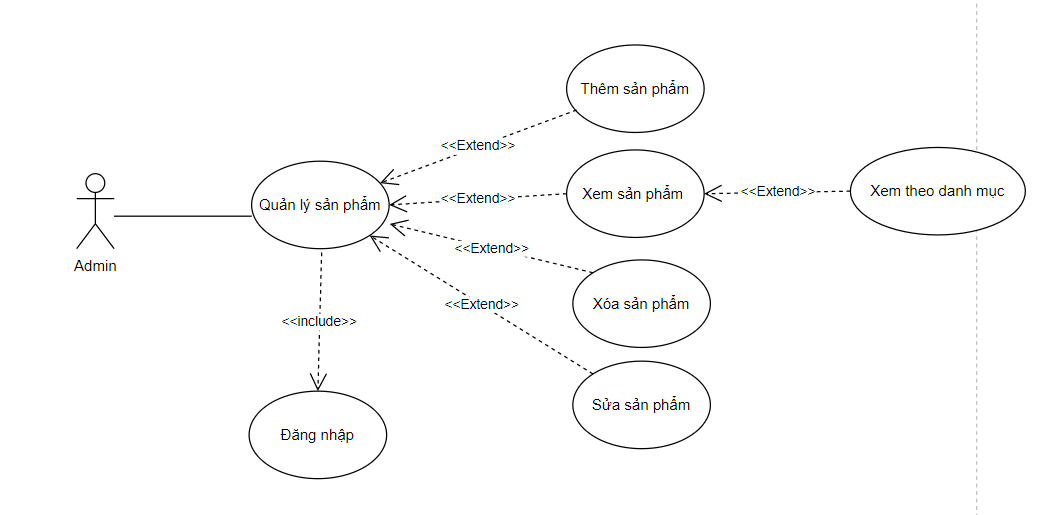 Thêm sản phẩm
<<Extend>>
Quản lý sản phẩm
<<Extend>>
Xem sản phẩm
<<Extend>>
Xem theo danh mục
<<Extend>>
Admin
<<Extend>>
Xóa sản phẩm
<<include>>
Sửa sản phẩm
Đăng nhập